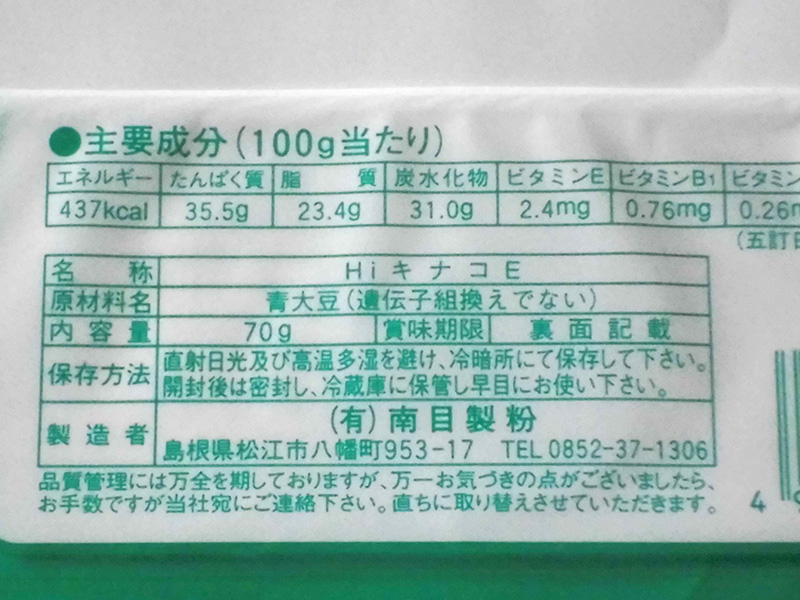 ●主要成分(100g当たり)
エネルギー たんばく質 脂質 炭水化物 ビタミンE ビタミンB1 ビタミン
437kcal 35.5g 23.4g 31.0g 2.4mg 0.76mg 0.26m
(五訂日
名称 HiキナコE
原材料名 青大豆(遺伝子組換えでない)
内容量 70g 賞味期限 裏面記載
保存方法 直射日光及び高温多湿を避け、冷暗所にて保存して下さい。
開封後は密封し、冷蔵庫に保管し早目にお使い下さい。
製造者 (有)南目製粉
島根県松江市八幡町953-17 TEL 0852-37-1306
品質管理には万全を期しておりますが、万一お気づきの点がございましたら、
お手数ですが当社宛にご連絡下さい。直ちに取り替えさせていただきます。
4 9